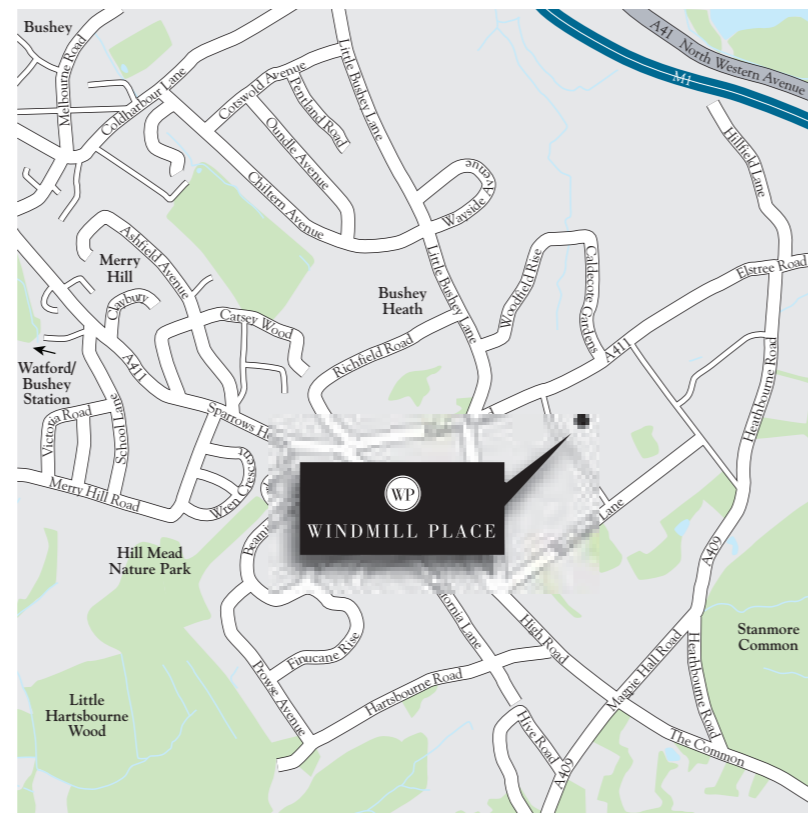 Bushey
Melbourne Road
Coldharbour Lane
Cotswold Avenue
Pentland Road
Oundle Avenue
Little Bushey Lane
Chiltern Avenue
Wayside Avenue
A41 North Western Avenue
M1
Hillfield Lane
Elstree Road
Merry
Hill
Ashfield Avenue
Claybury
Catsey Wood
A411
Bushey
Heath
Little Bushey Lane
Woodfield Rise
Caldecote Gardens
A411
Richfield Road
Heathbourne Road
Watford/
Bushey
Station
Victoria Road
School Lane
Sparrows
Merry Hill Road
Wren Crescent
Lane
WP
WINDMILL PLACE
Hill Mead
Nature Park
A409
High Road
Lane
Finucane Rise
Prowse Avenue
Hartsbourne Road
Magpie Hall Road
Heathbourne Road
Stanmore
Common
Little
Hartsbourne
Wood
Hive Road
A409
The Common